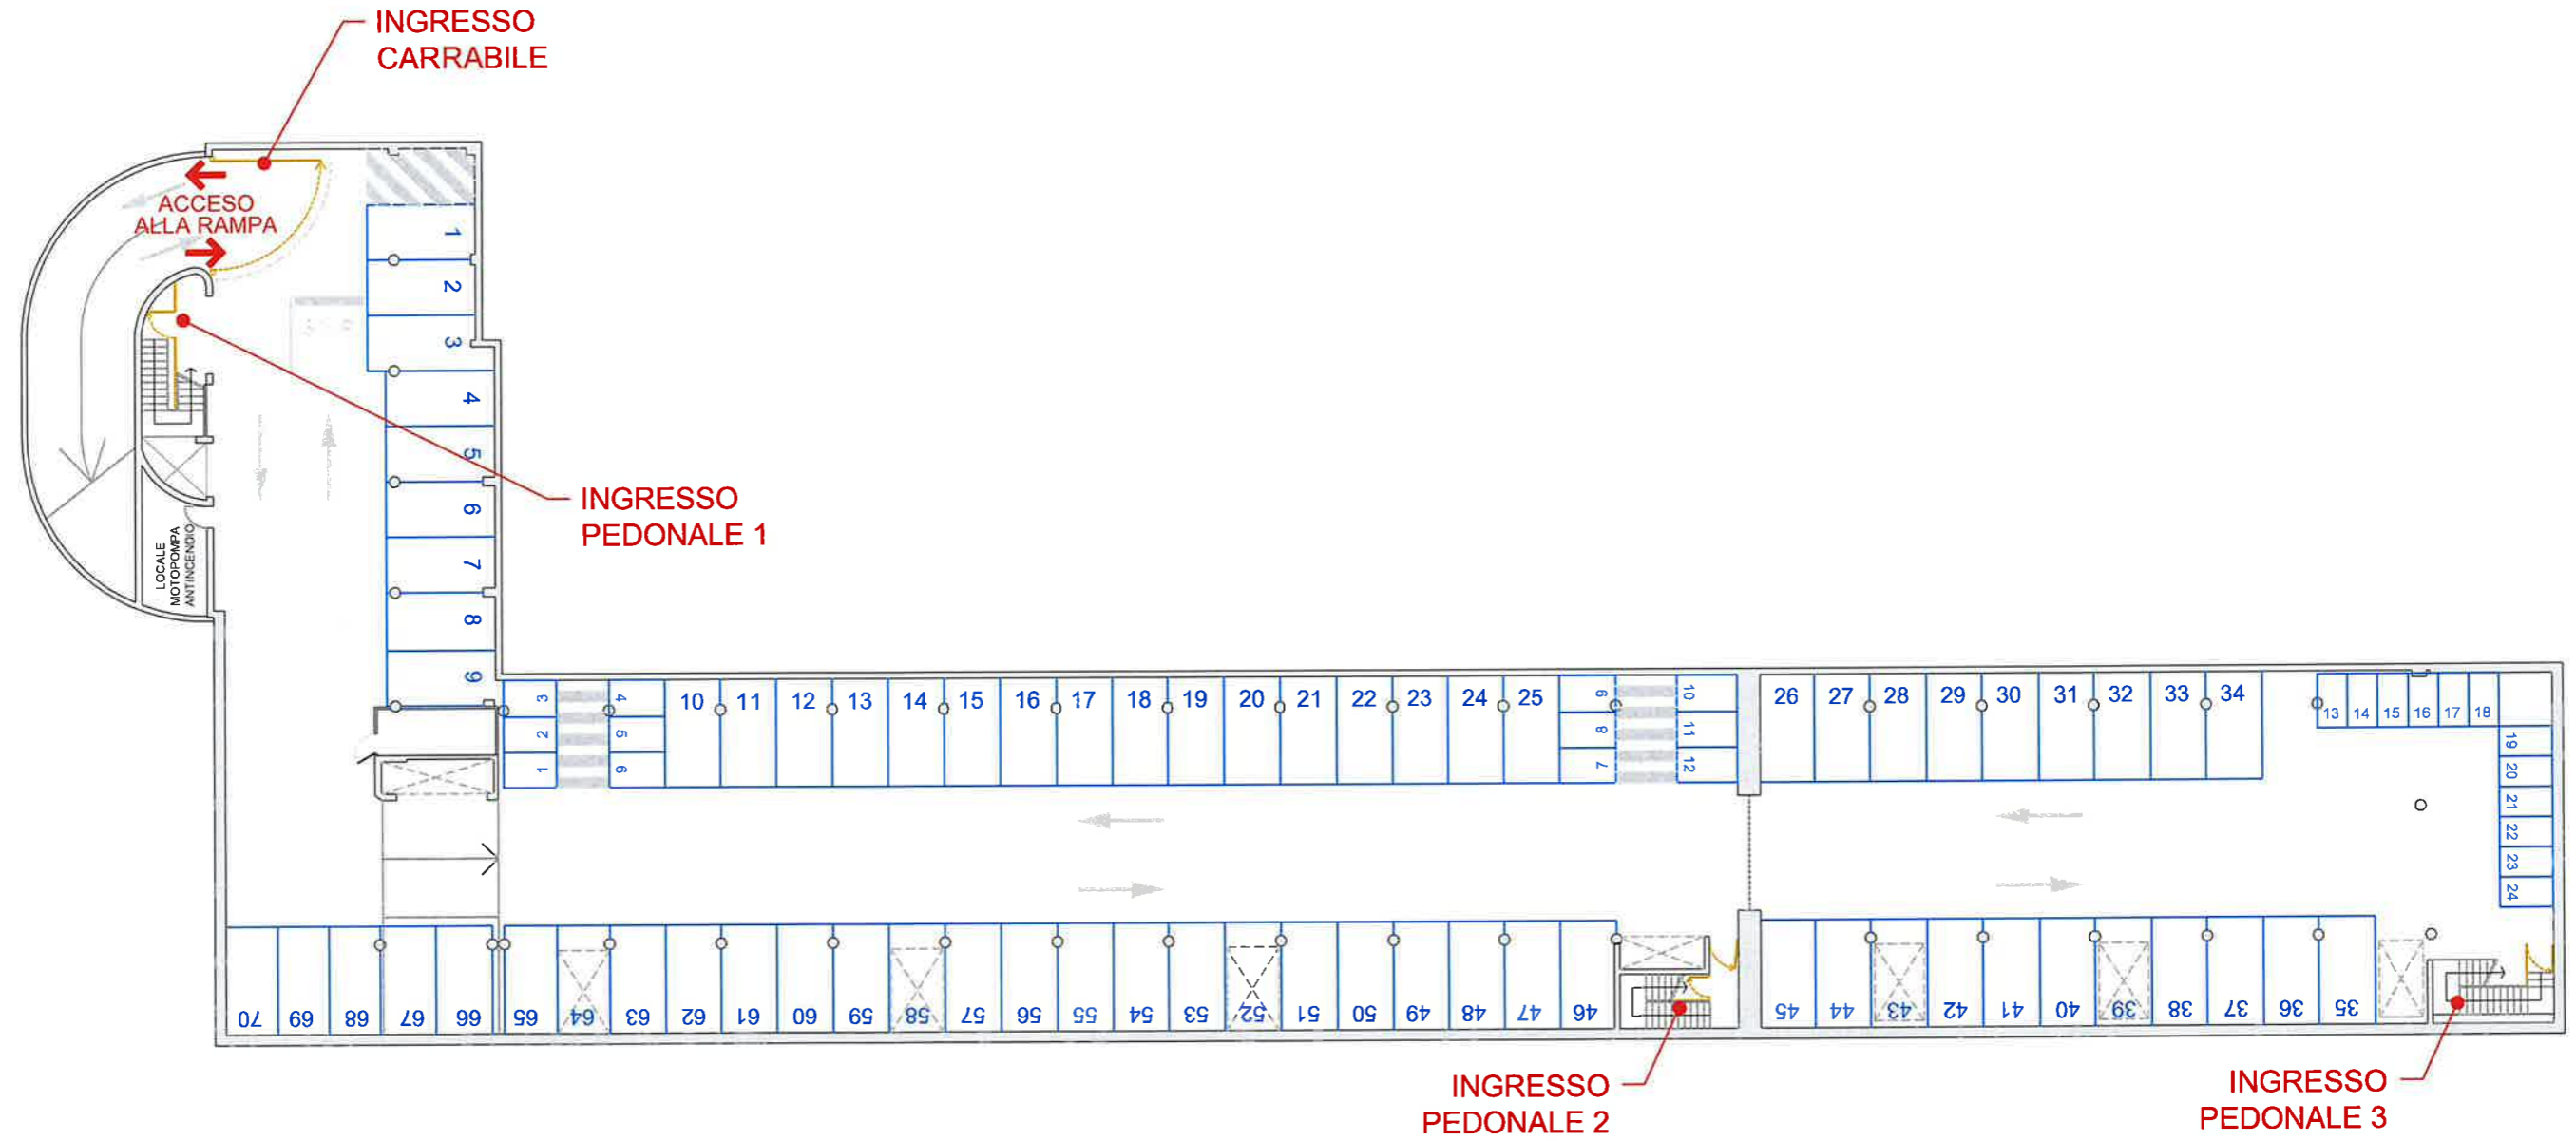 INGRESSO
CARRABILE
ACCESO
ALLA RAMPA
1
2
3
4
5
6
7
8
9
INGRESSO
PEDONALE 1
LOCALE
MOTOPOMPA
ANTINCENDIO
3 4 10 11 12 13 14 15 16 17 18 19 20 21 22 23 24 25 9 10 26 27 28 29 30 31 32 33 34 13 14 15 16 17 18
2 5 8 11
1 6 7 12
19
20
21
22
23
24
70 69 68 67 66 65 64 63 62 61 60 59 58 57 56 55 54 53 52 51 50 49 48 47 46 45 44 43 42 41 40 39 38 37 36 35
INGRESSO
PEDONALE 2
INGRESSO
PEDONALE 3